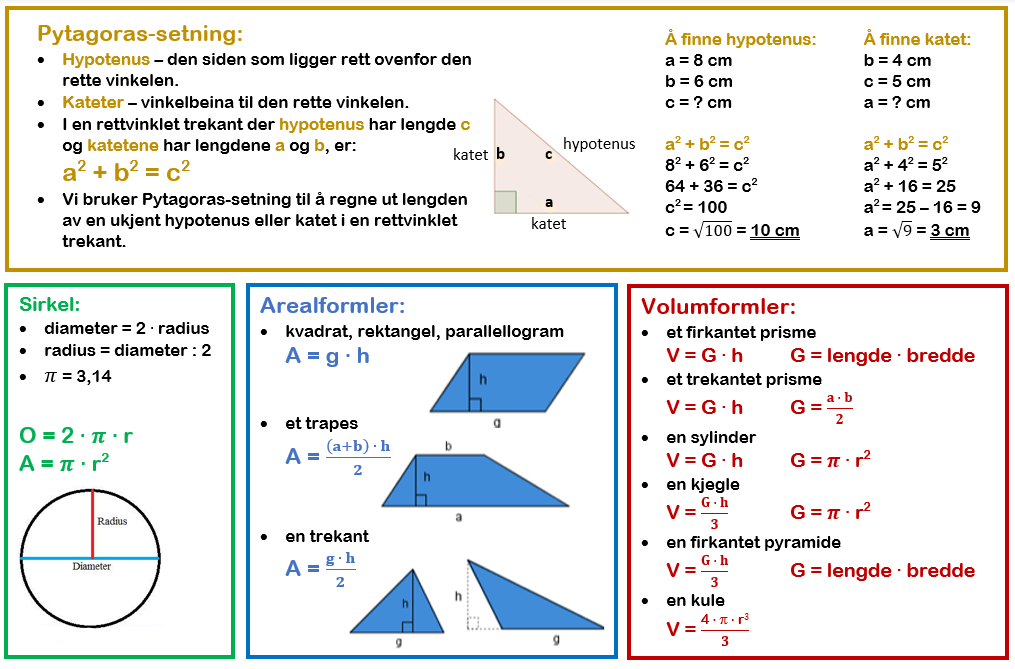 Pytagoras-setning:
• Hypotenus – den siden som ligger rett ovenfor den
rette vinkelen.
• Kateter – vinkelbeina til den rette vinkelen.
• I en rettvinklet trekant der hypotenus har lengde c
og katetene har lengdene a og b, er:
a² + b² = c²
• Vi bruker Pytagoras-setning til å regne ut lengden
av en ukjent hypotenus eller katet i en rettvinklet
trekant.
katet
b
c
hypotenus
a
katet
Å finne hypotenus:
a = 8 cm
b = 6 cm
c = ? cm
a² + b² = c²
8² + 6² = c²
64 + 36 = c²
c² = 100
c = √100 = 10 cm
Å finne katet:
b = 4 cm
c = 5 cm
a = ? cm
a² + b² = c²
a² + 4² = 5²
a² + 16 = 25
a² = 25 – 16 = 9
a = √9 = 3 cm
Sirkel:
• diameter = 2 · radius
• radius = diameter : 2
• π = 3,14
O = 2 · π · r
A = π · r²
Radius
Diameter
Arealformler:
• kvadrat, rektangel, parallellogram
A = g · h
h
g
• et trapes
A = (a+b) · h / 2
b
h
a
• en trekant
A = g · h / 2
h
g
h
g
Volumformler:
• et firkantet prisme
V = G · h G = lengde · bredde
• et trekantet prisme
V = G · h G = a · b / 2
• en sylinder
V = G · h G = π · r²
• en kjegle
V = G · h / 3 G = π · r²
• en firkantet pyramide
V = G · h / 3 G = lengde · bredde
• en kule
V = 4 · π · r³ / 3